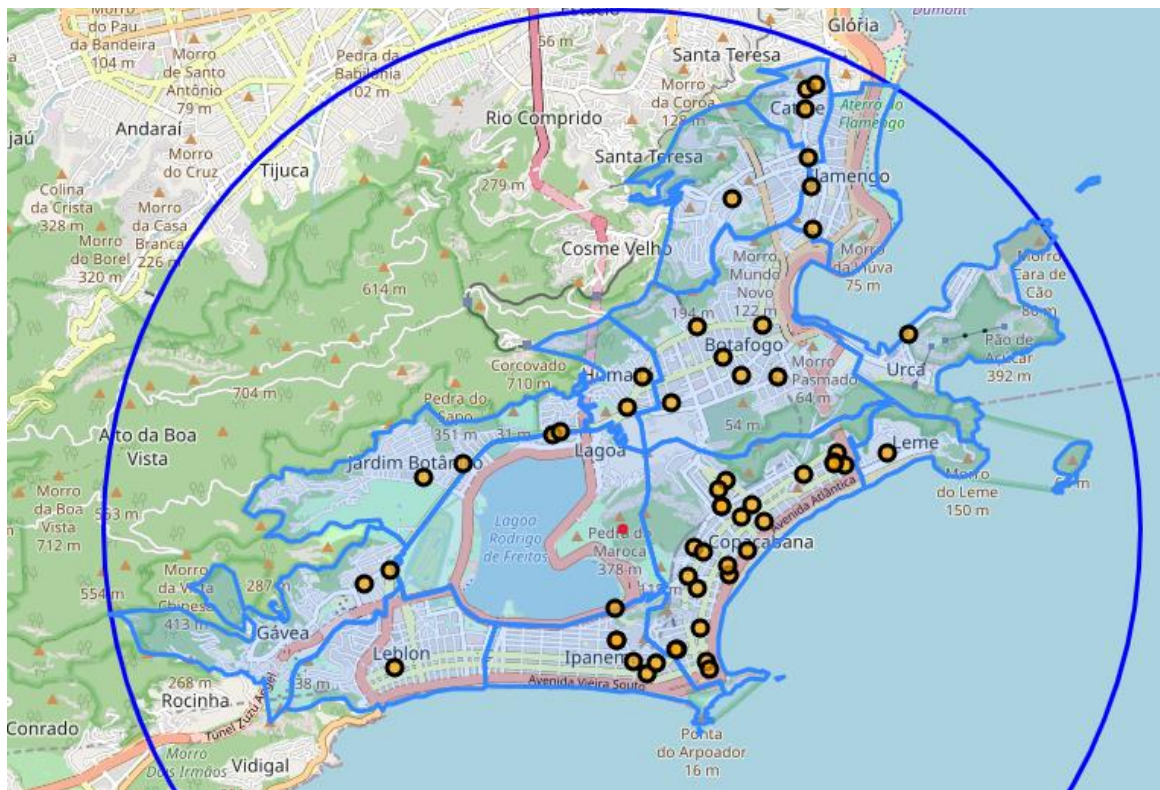 Morro
do Pau
da Bandeira
104 m
Morro
de Santo
Antônio
79 m
Pedra da
Babilônia
102 m
56 m
Santa Teresa
Glória
Dumont
Morro
da Coroa
Catete
Aterro do
Flamengo
jaú
Andaraí
Rio Comprido
Morro
do Cruz
Tijuca
Santa Teresa
Flamengo
Colina
da Crista
328 m
Morro
da Casa
Branca
226 m
279 m
Morro
do Borel
320 m
Cosme Velho
614 m
Morro
Mundo
Novo
122 m
Morro
da Viúva
75 m
Morro
Cara de
Cão
194 m
Botafogo
Corcovado
710 m
Morro
Pasmado
64 m
Urca
Pão de
Açúcar
392 m
704 m
Pedra do
351 m
31 m
54 m
Alto da Boa
Vista
Jardim Botânico
Lagoa
Leme
Morro
da Boa
Vista
712 m
Morro
do Leme
150 m
Avenida Atlântica
Lagoa
Rodrigo
de Freitas
Pedra da
Maroca
378 m
Copacabana
554 m
Morro
da Vista
Chinesa
413 m
287 m
Gávea
Leblon
Ipanema
268 m
38 m
Avenida Vieira Souto
Rocinha
Conrado
Túnel Zuzu Angel
Morro
Dois Irmãos
Vidigal
Ponta
do Arpoador
16 m